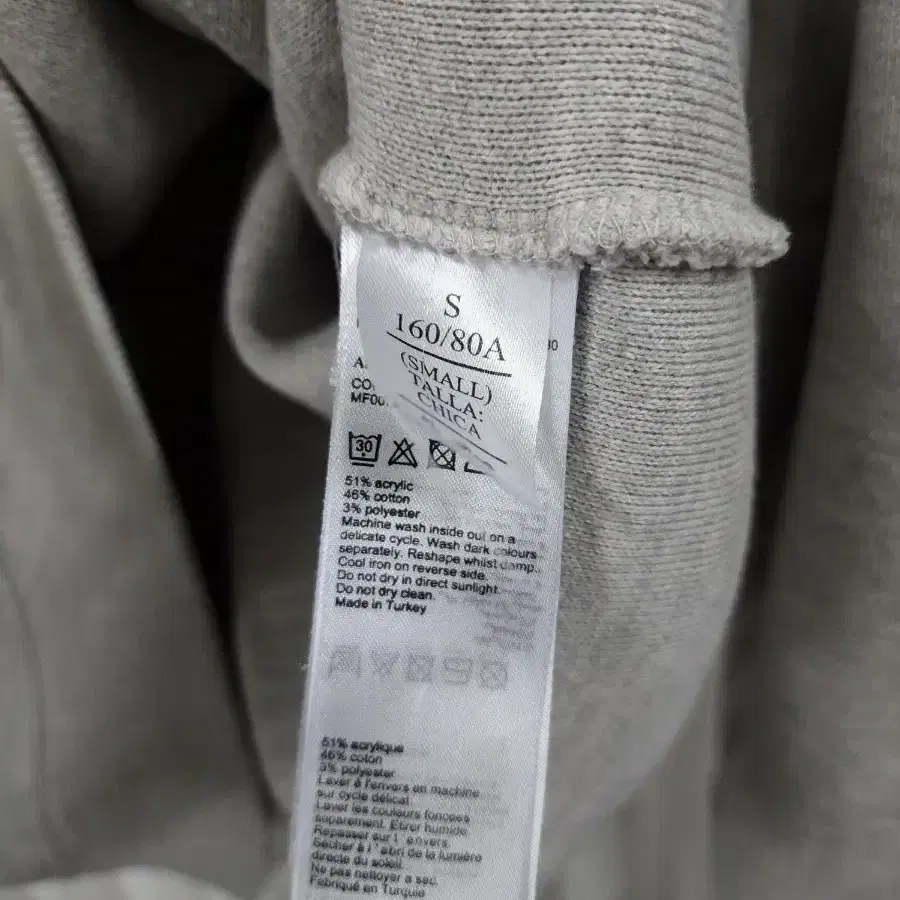 S
160/80A
(SMALL)
TALLA:
CHICA
30
51% acrylic
46% cotton
3% polyester
Machine wash inside out on a
delicate cycle. Wash dark colours
separately. Reshape whilst damp.
Cool iron on reverse side.
Do not dry in direct sunlight.
Do not dry clean.
Made in Turkey
51% acrylique
46% coton
3% polyester
Laver à l'envers en machine
sur cycle délicat.
Laver les couleurs foncées
séparement. Etirer humide.
Repasser sur l'envers.
Sécher à l'abri de la lumière
directe du soleil.
Ne pas nettoyer a sec.
Fabriqué en Turquie